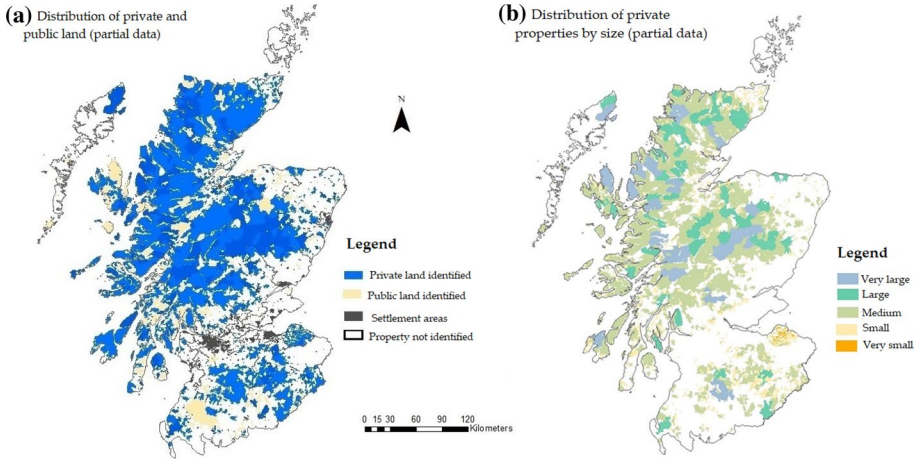 (a) Distribution of private and
public land (partial data)
N
Legend
Private land identified
Public land identified
Settlement areas
Property not identified
0 15 30 60 90 120
Kilometers
(b) Distribution of private
properties by size (partial data)
Legend
Very large
Large
Medium
Small
Very small